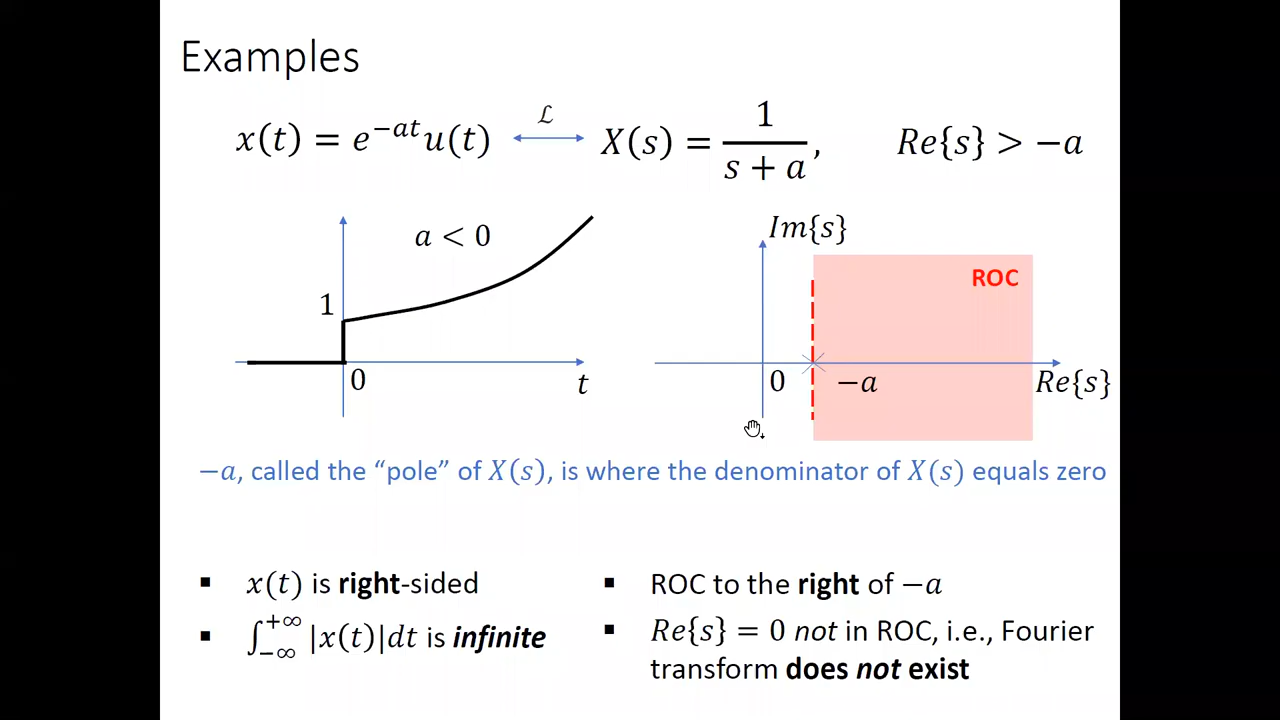 Examples
x(t) = e^{−at}u(t) ℒ X(s) = 1/(s + a), Re{s} > −a
a < 0
1
0
t
Im{s}
ROC
0
−a
Re{s}
−a, called the “pole” of X(s), is where the denominator of X(s) equals zero
▪ x(t) is right-sided
▪ ∫_{−∞}^{+∞} |x(t)|dt is infinite
▪ ROC to the right of −a
▪ Re{s} = 0 not in ROC, i.e., Fourier
transform does not exist